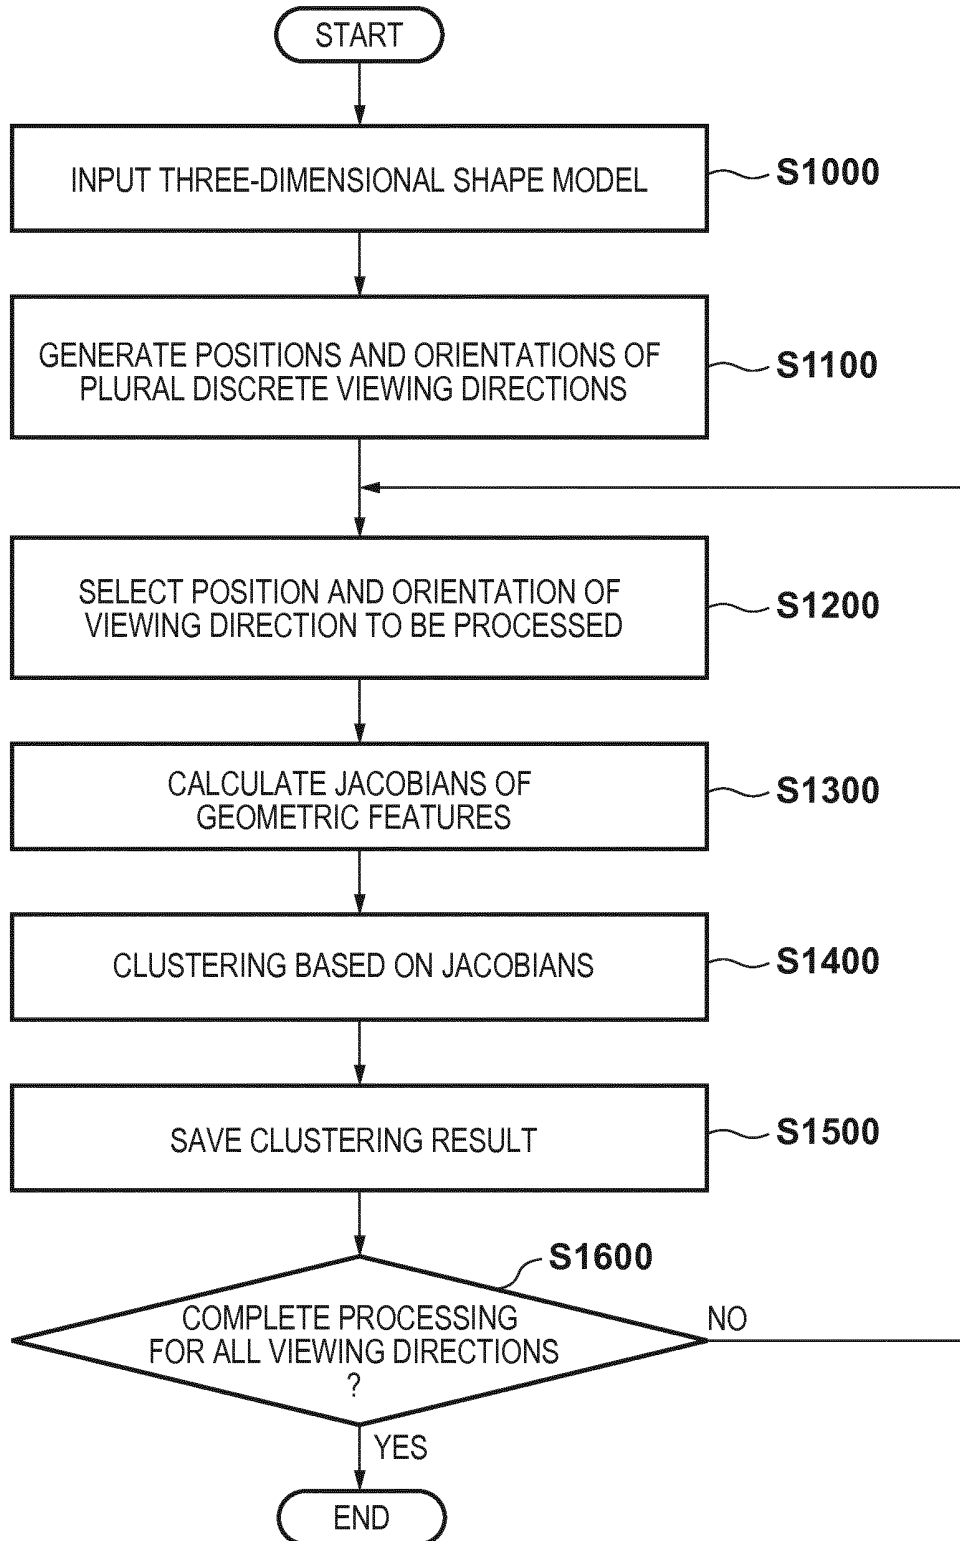 START
INPUT THREE-DIMENSIONAL SHAPE MODEL
S1000
GENERATE POSITIONS AND ORIENTATIONS OF
PLURAL DISCRETE VIEWING DIRECTIONS
S1100
SELECT POSITION AND ORIENTATION OF
VIEWING DIRECTION TO BE PROCESSED
S1200
CALCULATE JACOBIANS OF
GEOMETRIC FEATURES
S1300
CLUSTERING BASED ON JACOBIANS
S1400
SAVE CLUSTERING RESULT
S1500
S1600
COMPLETE PROCESSING
FOR ALL VIEWING DIRECTIONS
?
NO
YES
END